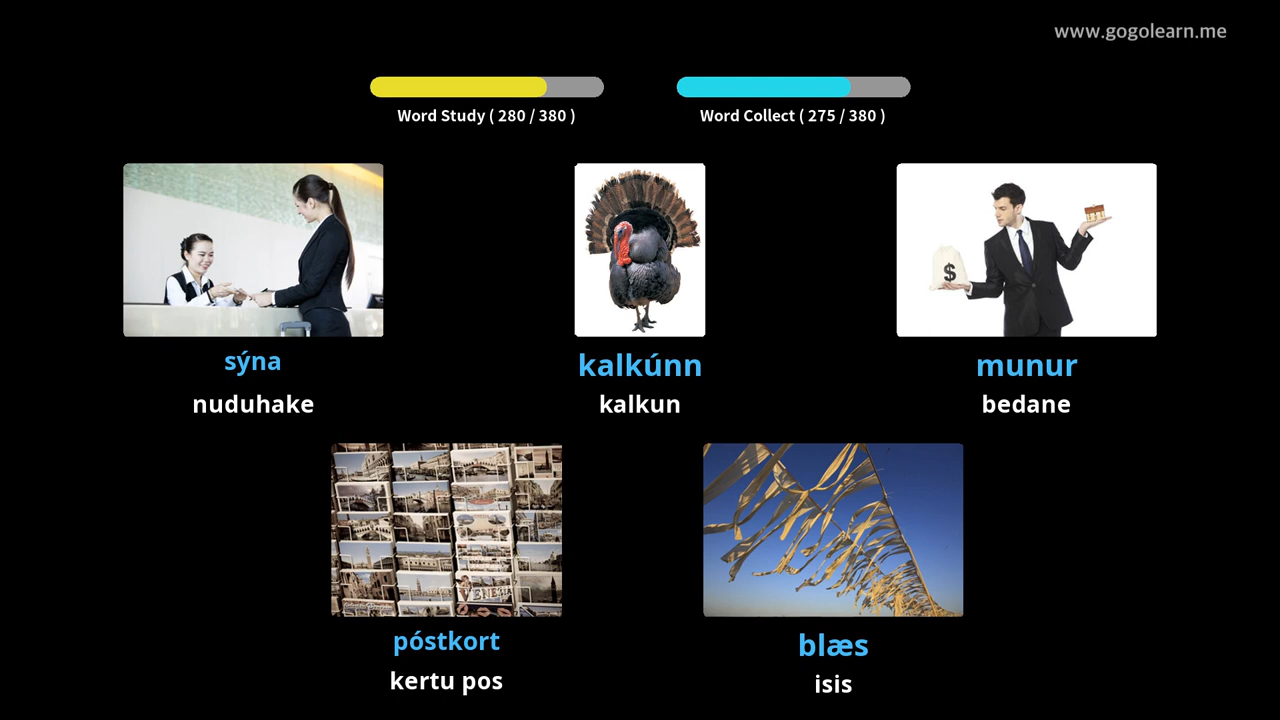 www.gogolearn.me
Word Study ( 280 / 380 )
Word Collect ( 275 / 380 )
$
sýna
nuduhake
kalkúnn
kalkun
munur
bedane
VENEZIA
póstkort
kertu pos
blæs
isis